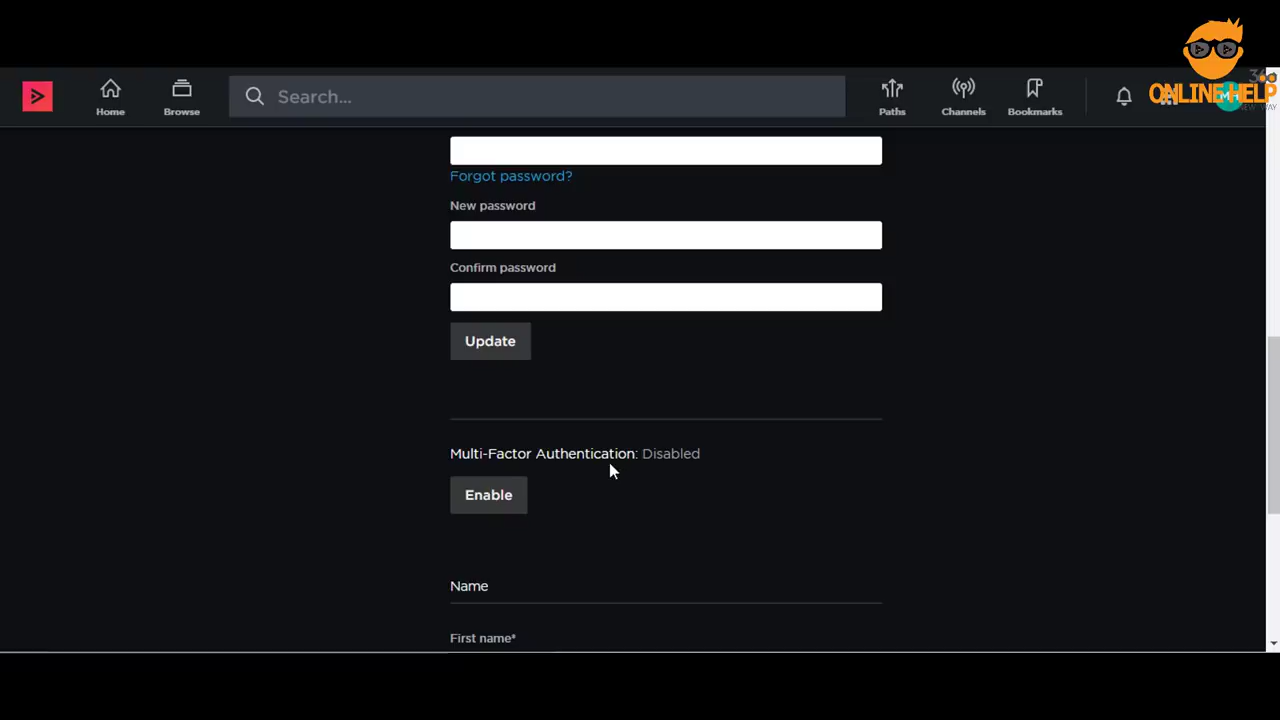 Home
Browse
Search...
Paths
Channels
Bookmarks
ONLINE HELP
Forgot password?
New password
Confirm password
Update
Multi-Factor Authentication: Disabled
Enable
Name
First name*